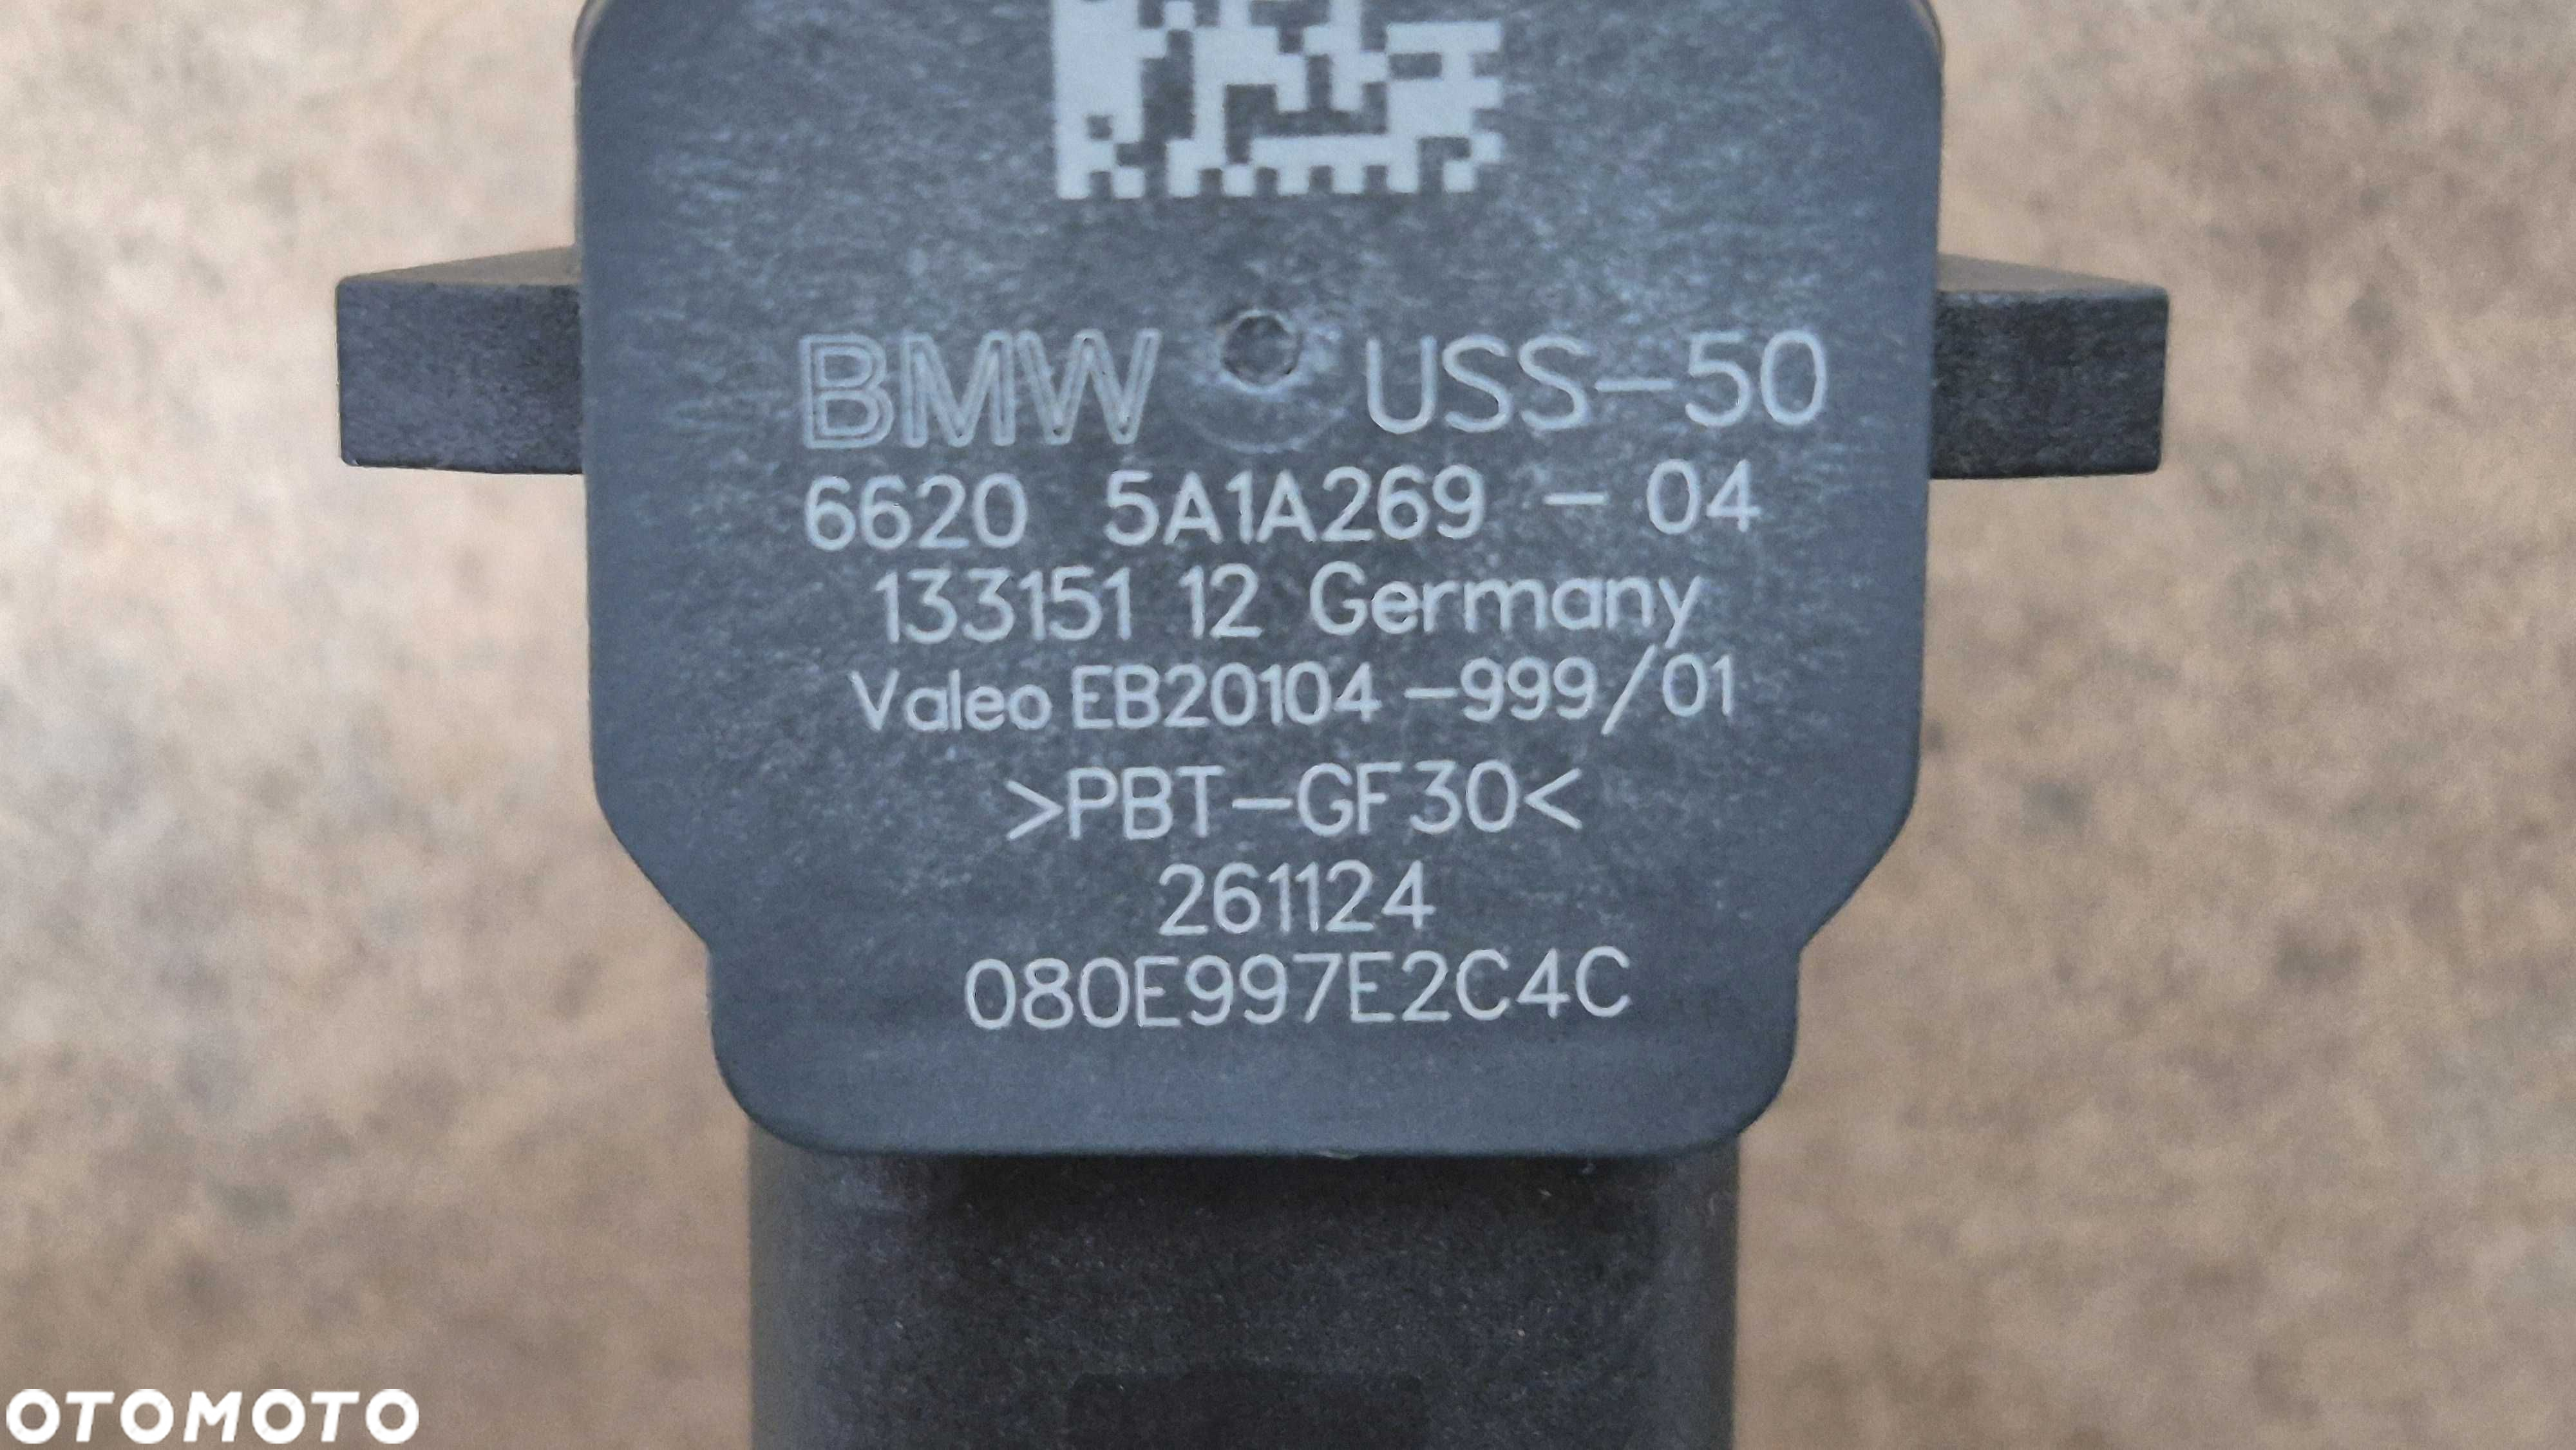 BMW USS-50
6620 5A1A269 - 04
133151 12 Germany
Valeo EB20104-999/01
>PBT-GF30<
261124
080E997E2C4C
OTOMOTO